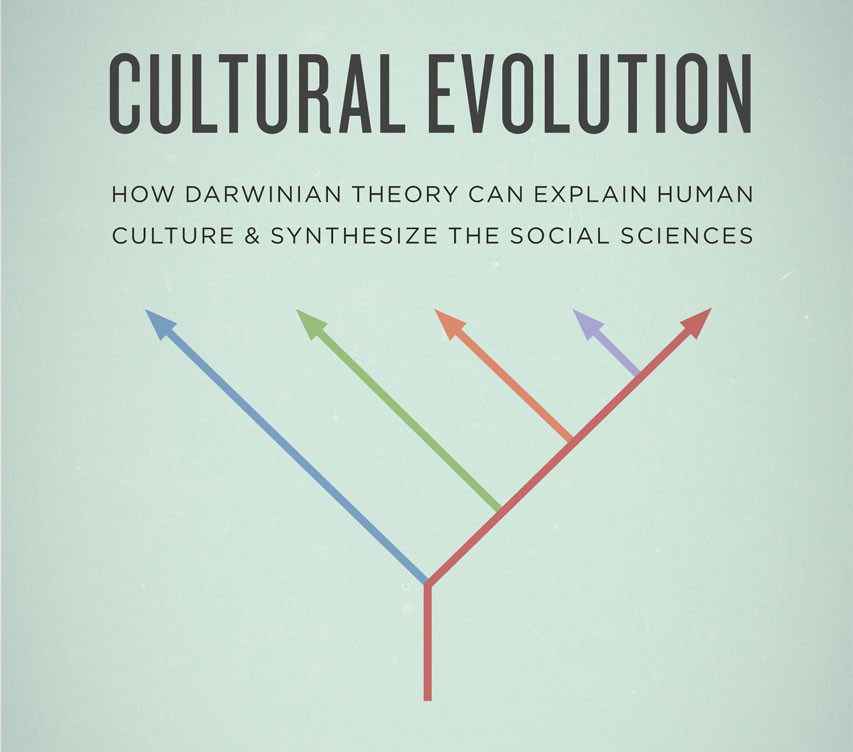 CULTURAL EVOLUTION
HOW DARWINIAN THEORY CAN EXPLAIN HUMAN
CULTURE & SYNTHESIZE THE SOCIAL SCIENCES